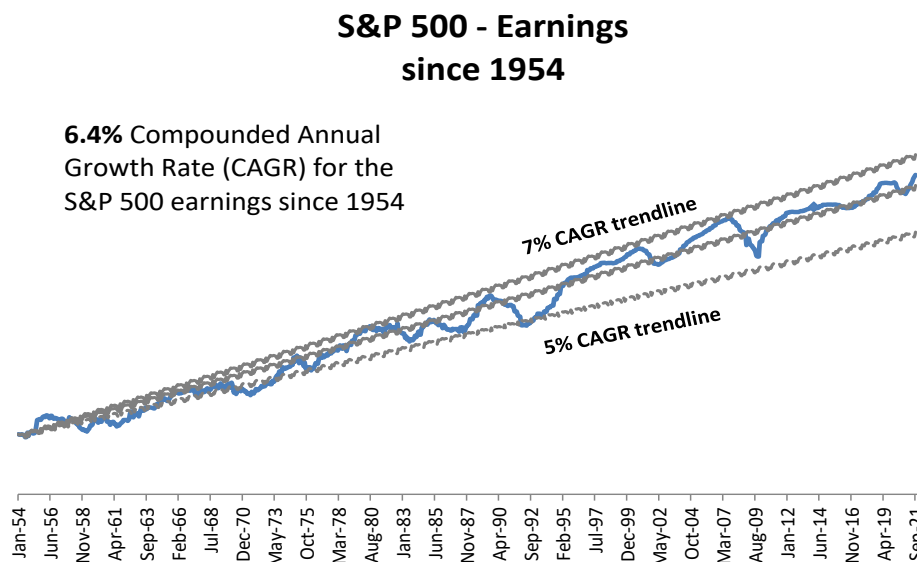 S&P 500 - Earnings
since 1954
6.4% Compounded Annual
Growth Rate (CAGR) for the
S&P 500 earnings since 1954
7% CAGR trendline
5% CAGR trendline
Jan-54
Jun-56
Nov-58
Apr-61
Sep-63
Feb-66
Jul-68
Dec-70
May-73
Oct-75
Mar-78
Aug-80
Jan-83
Jun-85
Nov-87
Apr-90
Sep-92
Feb-95
Jul-97
Dec-99
May-02
Oct-04
Mar-07
Aug-09
Jan-12
Jun-14
Nov-16
Apr-19
Sep-21